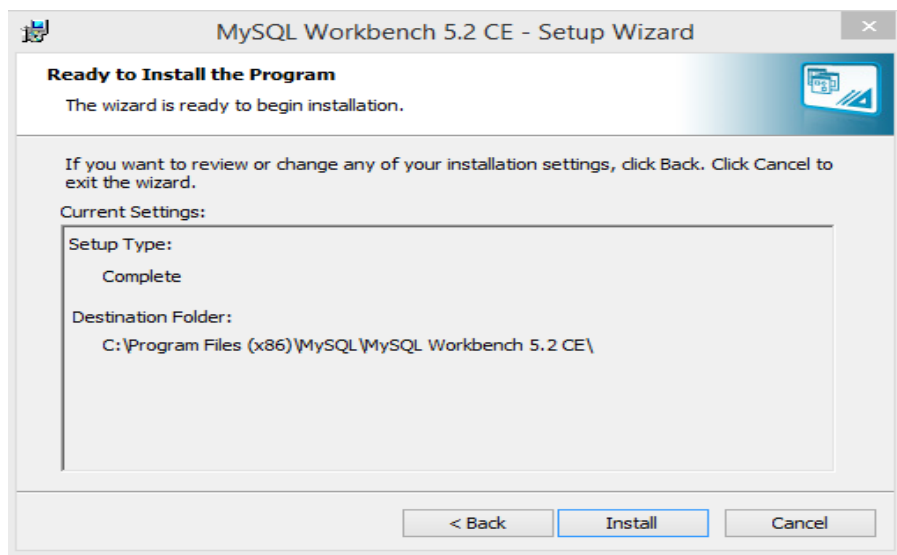 MySQL Workbench 5.2 CE - Setup Wizard
Ready to Install the Program
The wizard is ready to begin installation.
If you want to review or change any of your installation settings, click Back. Click Cancel to
exit the wizard.
Current Settings:
Setup Type:
Complete
Destination Folder:
C:\Program Files (x86)\MySQL\MySQL Workbench 5.2 CE\
< Back
Install
Cancel